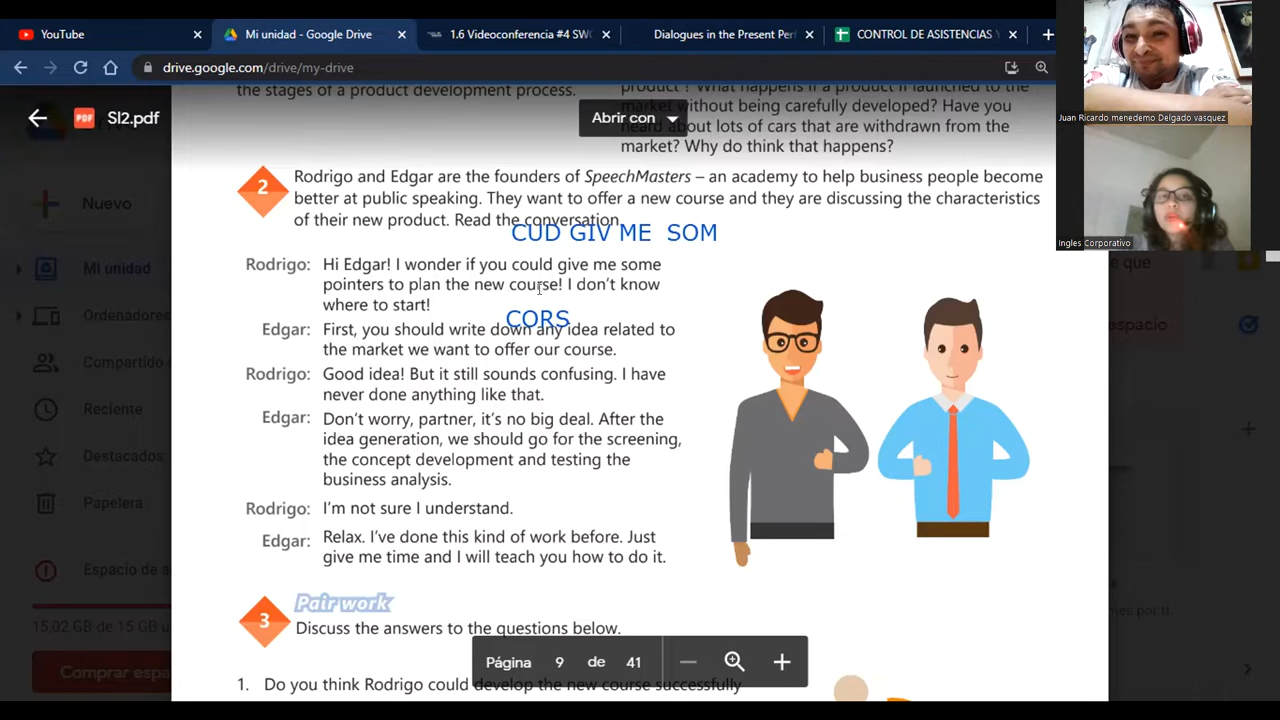 YouTube
Mi unidad - Google Drive
1.6 Videoconferencia #4 SW
Dialogues in the Present Per
CONTROL DE ASISTENCIAS Y
drive.google.com/drive/my-drive
SI2.pdf
Abrir con
the stages of a product development process.
product ? What happens if a product if launched to the
market without being carefully developed? Have you
heard about lots of cars that are withdrawn from the
market? Why do think that happens?
Juan Ricardo menedemo Delgado vasquez
Ingles Corporativo
Nuevo
Mi unidad
Ordenadores
Compartido
Reciente
Destacados
Papelera
Espacio de a
15,02 GB de 15 GB u
Comprar espa
que
espacio
2
Rodrigo and Edgar are the founders of SpeechMasters – an academy to help business people become
better at public speaking. They want to offer a new course and they are discussing the characteristics
of their new product. Read the conversation.
CUD GIV ME SOM
Rodrigo: Hi Edgar! I wonder if you could give me some
pointers to plan the new course! I don't know
where to start!
CORS
Edgar: First, you should write down any idea related to
the market we want to offer our course.
Rodrigo: Good idea! But it still sounds confusing. I have
never done anything like that.
Edgar: Don't worry, partner, it's no big deal. After the
idea generation, we should go for the screening,
the concept development and testing the
business analysis.
Rodrigo: I'm not sure I understand.
Edgar: Relax. I've done this kind of work before. Just
give me time and I will teach you how to do it.
3
Pair work
Discuss the answers to the questions below.
Página 9 de 41
1. Do you think Rodrigo could develop the new course successfully